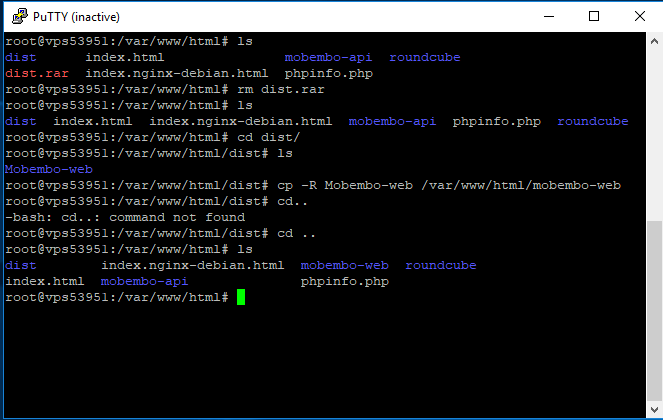 PuTTY (inactive)
root@vps53951:/var/www/html# ls
dist      index.html                mobembo-api  roundcube
dist.rar  index.nginx-debian.html  phpinfo.php
root@vps53951:/var/www/html# rm dist.rar
root@vps53951:/var/www/html# ls
dist  index.html  index.nginx-debian.html  mobembo-api  phpinfo.php  roundcube
root@vps53951:/var/www/html# cd dist/
root@vps53951:/var/www/html/dist# ls
Mobembo-web
root@vps53951:/var/www/html/dist# cp -R Mobembo-web /var/www/html/mobembo-web
root@vps53951:/var/www/html/dist# cd..
-bash: cd..: command not found
root@vps53951:/var/www/html/dist# cd ..
root@vps53951:/var/www/html# ls
dist        index.nginx-debian.html  mobembo-web  roundcube
index.html  mobembo-api              phpinfo.php
root@vps53951:/var/www/html#